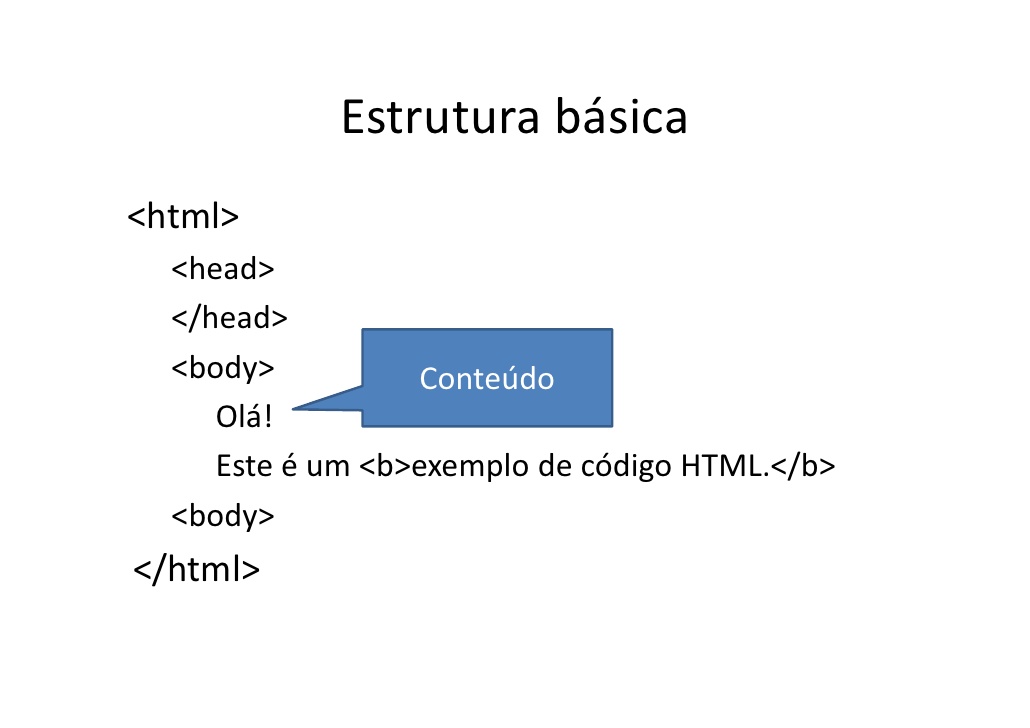 Estrutura básica
<html>
<head>
</head>
<body>
Conteúdo
Olá!
Este é um <b>exemplo de código HTML.</b>
<body>
</html>